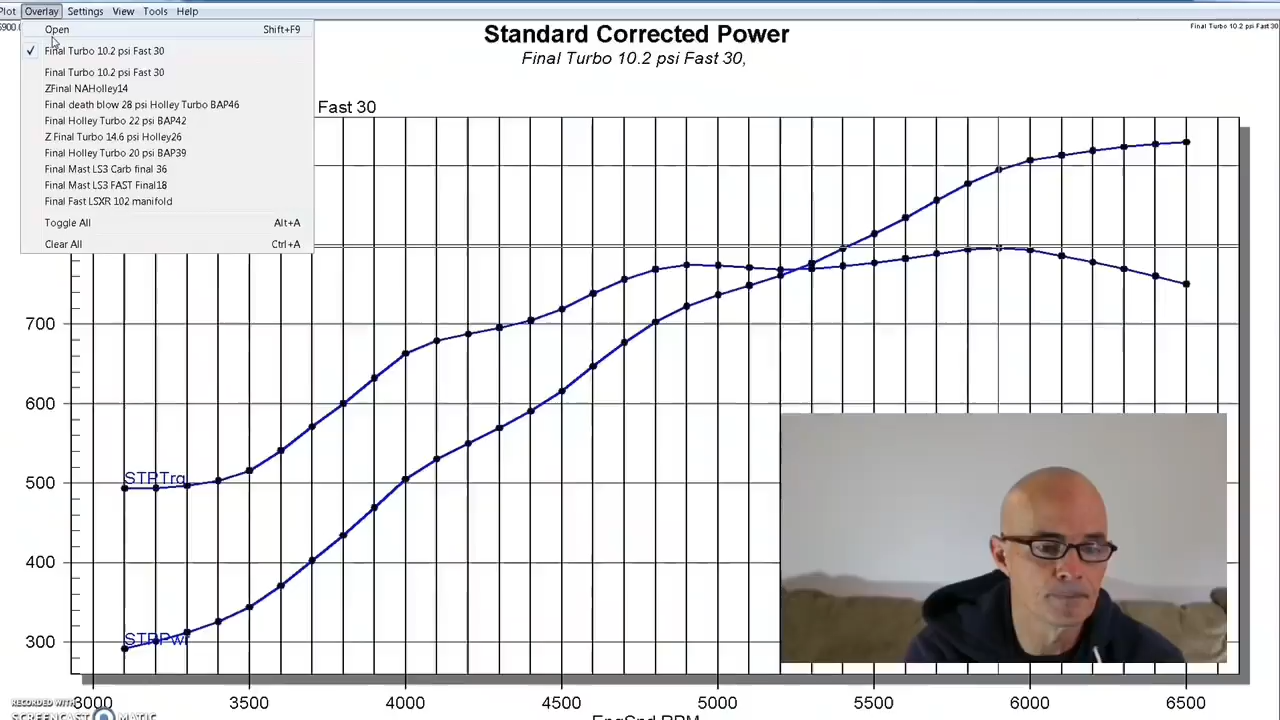 Plot Overlay Settings View Tools Help
Final Turbo 10.2 psi Fast 30
Open Shift+F9
✓ Final Turbo 10.2 psi Fast 30
Final Turbo 10.2 psi Fast 30
ZFinal NAHolley14
Final death blow 28 psi Holley Turbo BAP46
Final Holley Turbo 22 psi BAP42
Z Final Turbo 14.6 psi Holley26
Final Holley Turbo 20 psi BAP39
Final Mast LS3 Carb final 36
Final Mast LS3 FAST Final18
Final Fast LSXR 102 manifold
Toggle All Alt+A
Clear All Ctrl+A
Standard Corrected Power
Final Turbo 10.2 psi Fast 30,
Fast 30
700
600
500
400
300
STPTrq
STPPwr
3000 3500 4000 4500 5000 5500 6000 6500
EngSpd RPM
RECORDED WITH
SCREENCAST MATIC